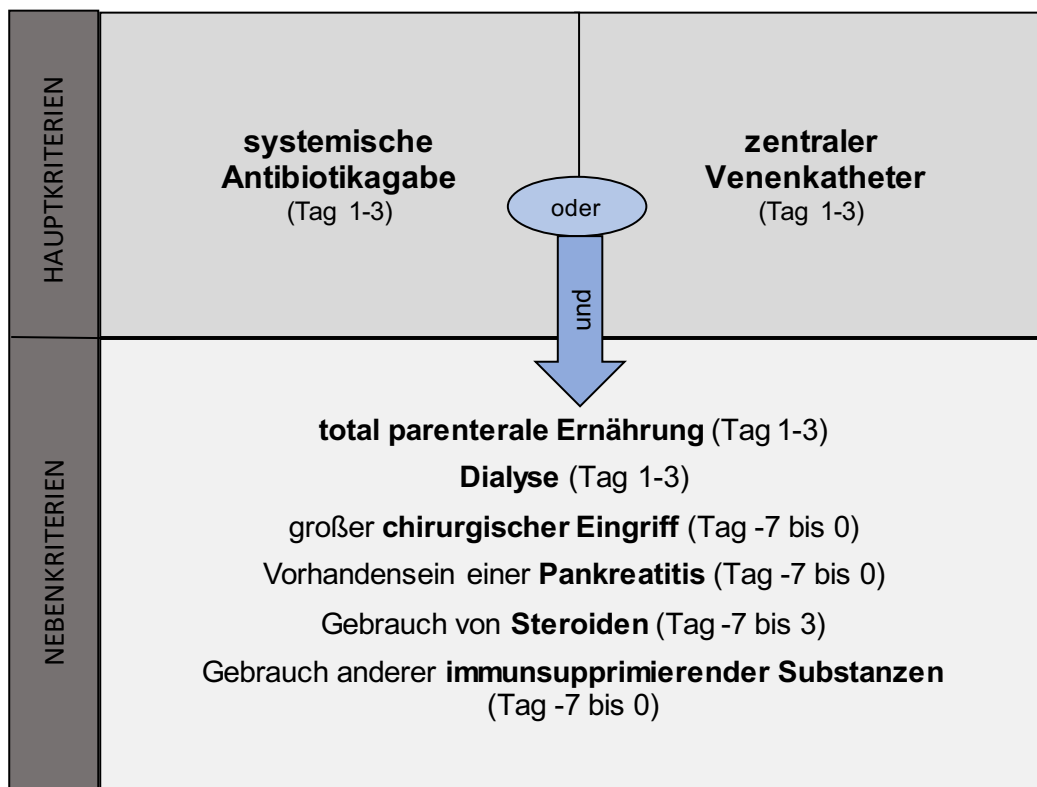 HAUPTKRITERIEN
systemische
Antibiotikagabe
(Tag 1-3)
oder
zentraler
Venenkatheter
(Tag 1-3)
und
NEBENKRITERIEN
total parenterale Ernährung (Tag 1-3)
Dialyse (Tag 1-3)
großer chirurgischer Eingriff (Tag -7 bis 0)
Vorhandensein einer Pankreatitis (Tag -7 bis 0)
Gebrauch von Steroiden (Tag -7 bis 3)
Gebrauch anderer immunsupprimierender Substanzen
(Tag -7 bis 0)